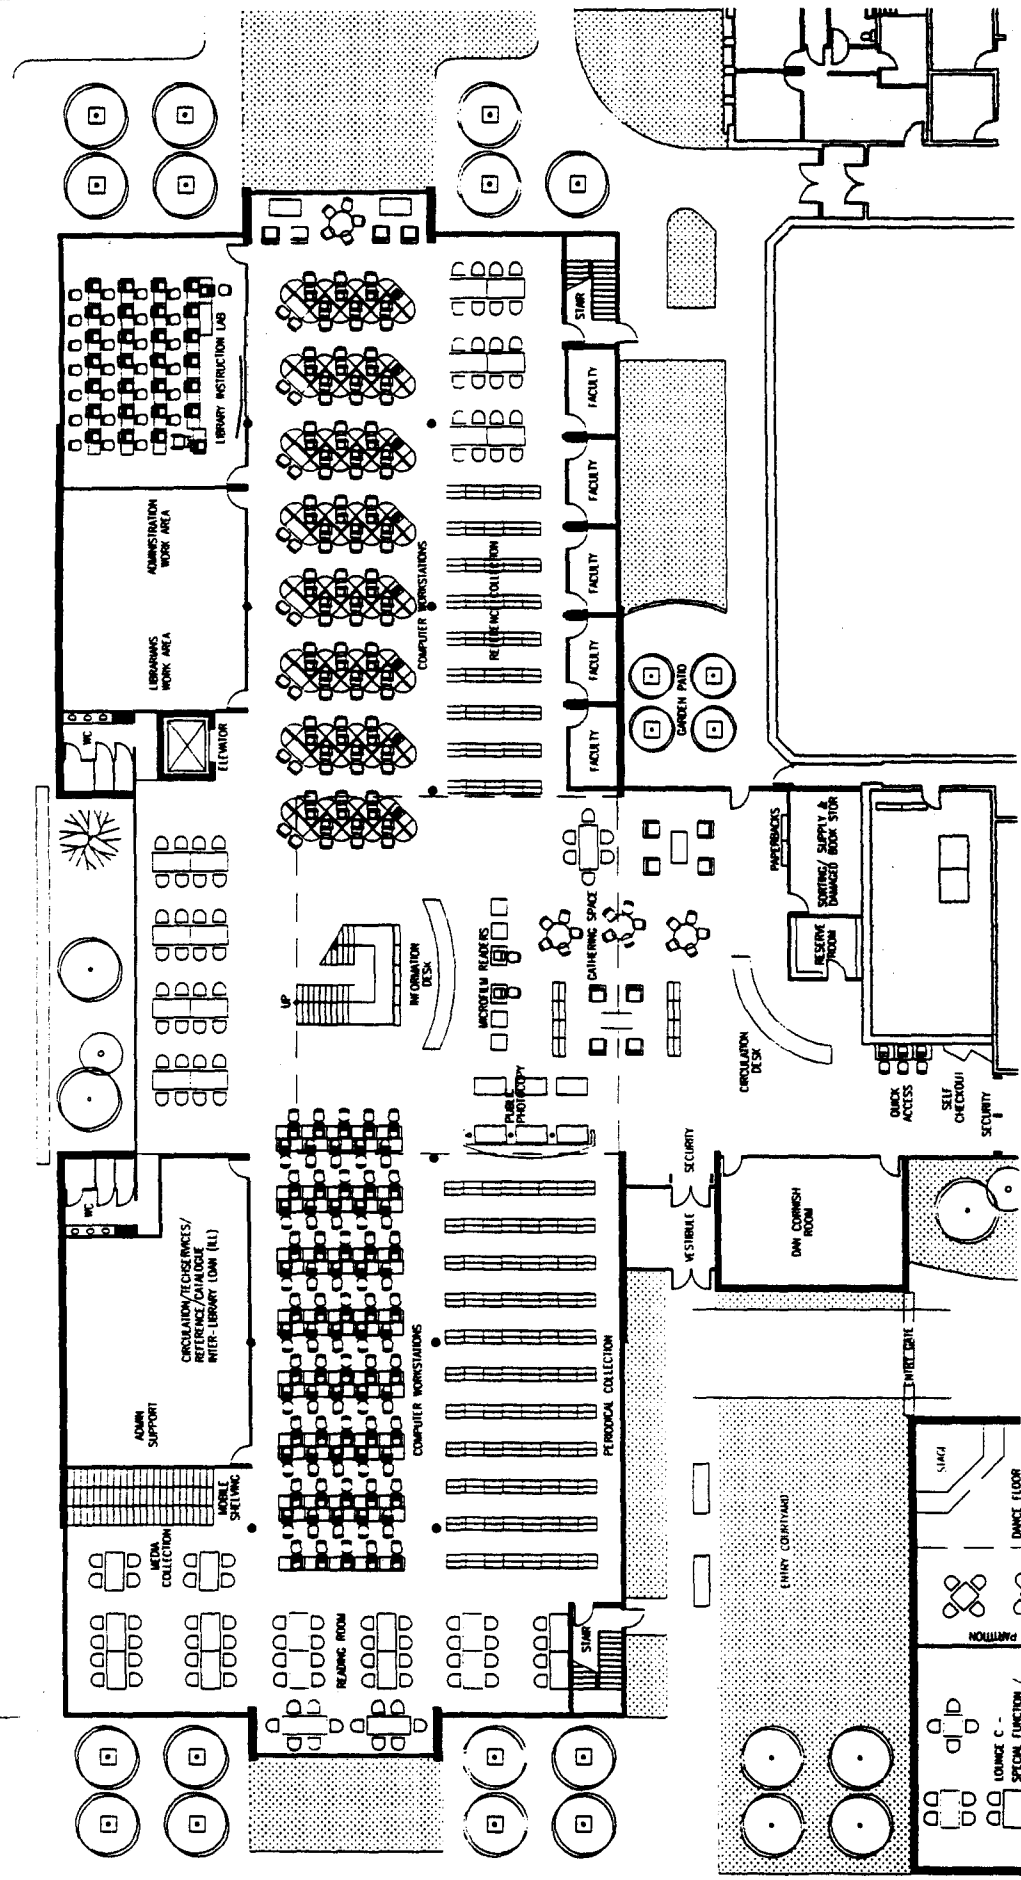 STAIR
LIBRARY INSTRUCTION LAB
FACULTY
FACULTY
FACULTY
FACULTY
FACULTY
ADMINISTRATION
WORK AREA
LIBRARIANS
WORK AREA
COMPUTER WORKSTATIONS
REFERENCE COLLECTION
GARDEN PATIO
WC
ELEVATOR
PAPERBACKS
SORTING/ SUPPLY &
DAMAGED BOOK STOR
RESERVE
UP
INFORMATION
DESK
MICROFILM READERS
GATHERING SPACE
CIRCULATION
DESK
PUBLIC
PHOTOCOPY
QUICK
ACCESS
SELF
CHECKOUT
SECURITY
SECURITY
VESTIBULE
DAN CORNISH
ROOM
WC
CIRCULATION/TECHSERVICES/
REFERENCE/CATALOGUE
INTER-LIBRARY LOAN (ILL)
ADMIN
SUPPORT
COMPUTER WORKSTATIONS
PERIODICAL COLLECTION
ENTRY GATE
MOBILE
SHELVING
MEDIA
COLLECTION
READING ROOM
STAIR
ENTRY COURTYARD
STAGE
DANCE FLOOR
PARTITION
LOUNGE C -
SPECIAL FUNCTION /